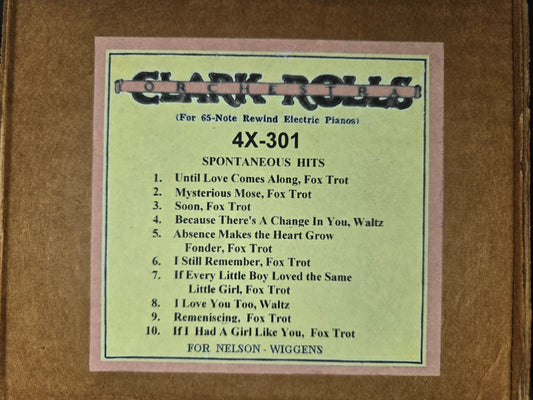 CLARK ROLLS
ORCHESTRA
(For 65-Note Rewind Electric Pianos)
4X-301
SPONTANEOUS HITS
1. Until Love Comes Along, Fox Trot
2. Mysterious Mose, Fox Trot
3. Soon, Fox Trot
4. Because There's A Change In You, Waltz
5. Absence Makes the Heart Grow
Fonder, Fox Trot
6. I Still Remember, Fox Trot
7. If Every Little Boy Loved the Same
Little Girl, Fox Trot
8. I Love You Too, Waltz
9. Remeniscing, Fox Trot
10. If I Had A Girl Like You, Fox Trot
FOR NELSON - WIGGENS